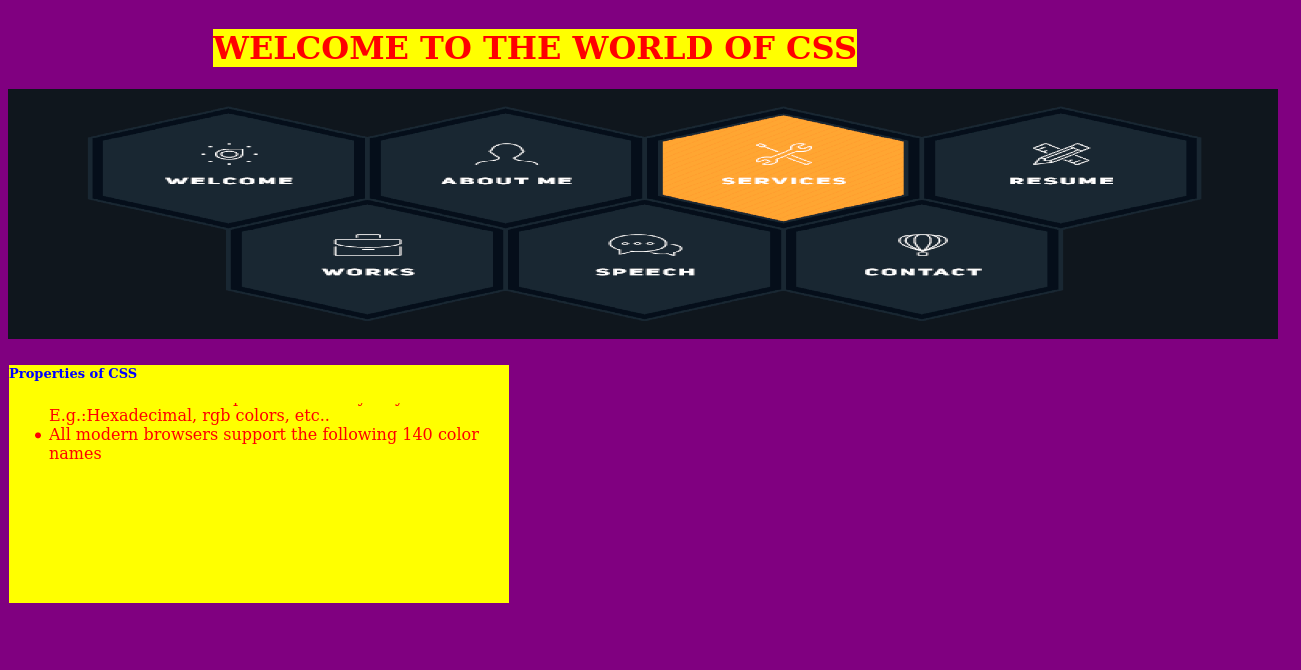 WELCOME TO THE WORLD OF CSS
WELCOME ABOUT ME SERVICES RESUME
WORKS SPEECH CONTACT
Properties of CSS
E.g.:Hexadecimal, rgb colors, etc..
All modern browsers support the following 140 color
names